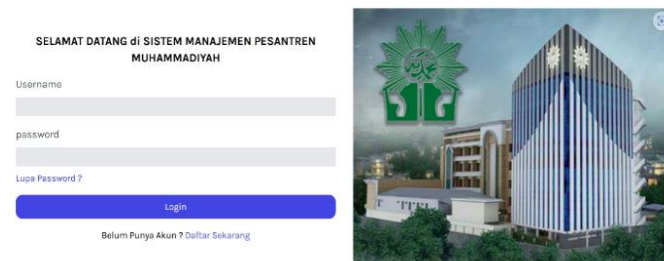 SELAMAT DATANG di SISTEM MANAJEMEN PESANTREN
MUHAMMADIYAH
Username
password
Lupa Password ?
Login
Belum Punya Akun ? Daftar Sekarang